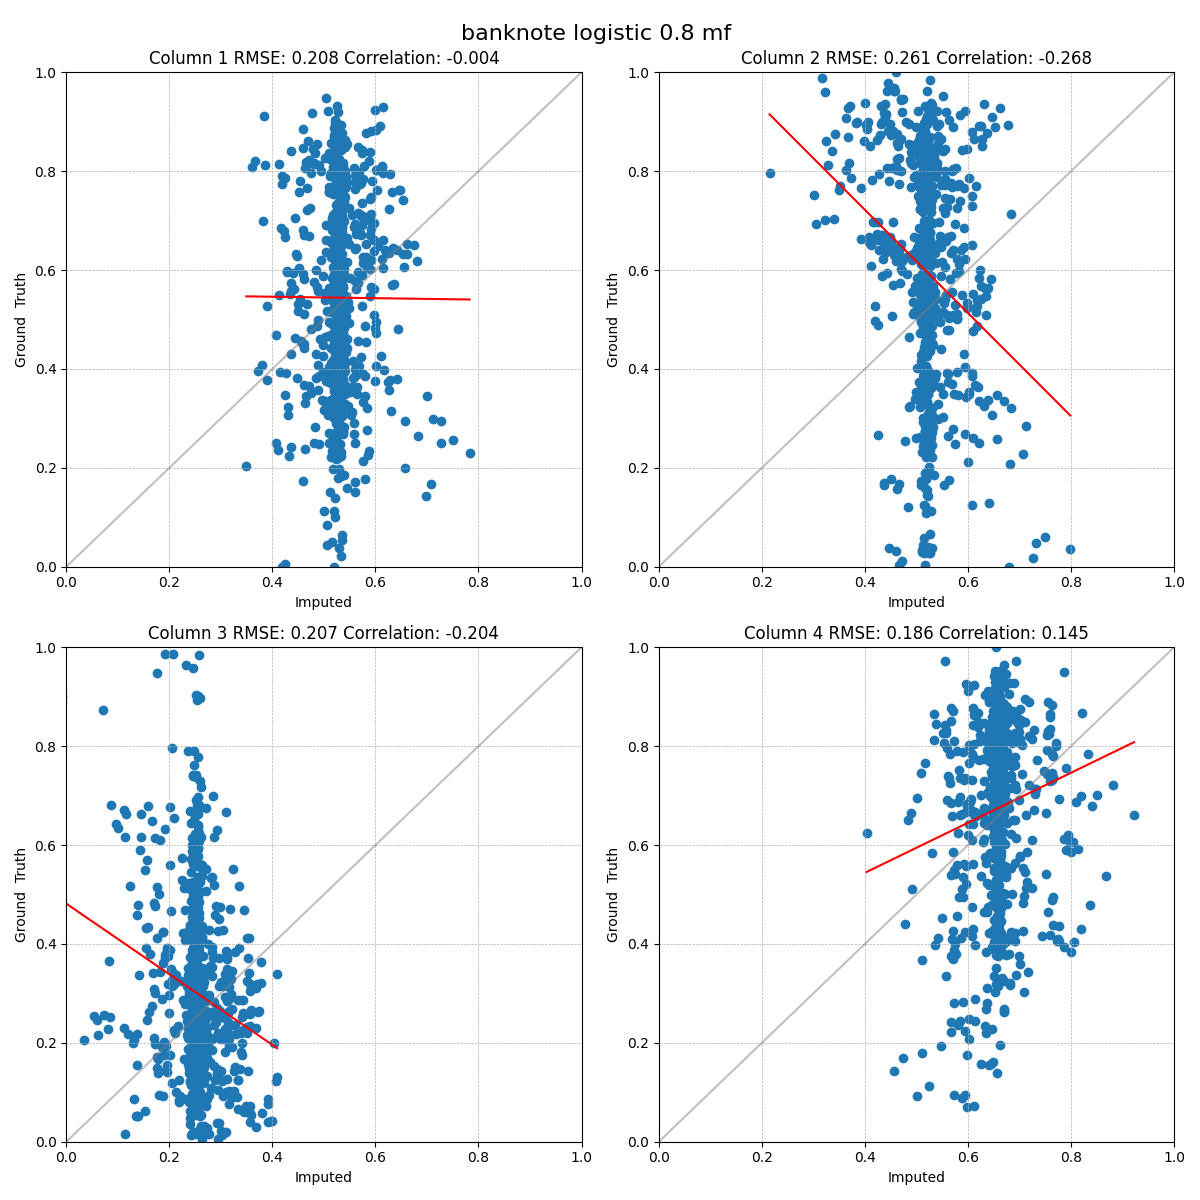 banknote logistic 0.8 mf
Column 1 RMSE: 0.208 Correlation: -0.004
1.0
0.8
0.6
0.4
0.2
0.0
Ground Truth
0.0 0.2 0.4 0.6 0.8 1.0
Imputed
Column 2 RMSE: 0.261 Correlation: -0.268
1.0
0.8
0.6
0.4
0.2
0.0
Ground Truth
0.0 0.2 0.4 0.6 0.8 1.0
Imputed
Column 3 RMSE: 0.207 Correlation: -0.204
1.0
0.8
0.6
0.4
0.2
0.0
Ground Truth
0.0 0.2 0.4 0.6 0.8 1.0
Imputed
Column 4 RMSE: 0.186 Correlation: 0.145
1.0
0.8
0.6
0.4
0.2
0.0
Ground Truth
0.0 0.2 0.4 0.6 0.8 1.0
Imputed